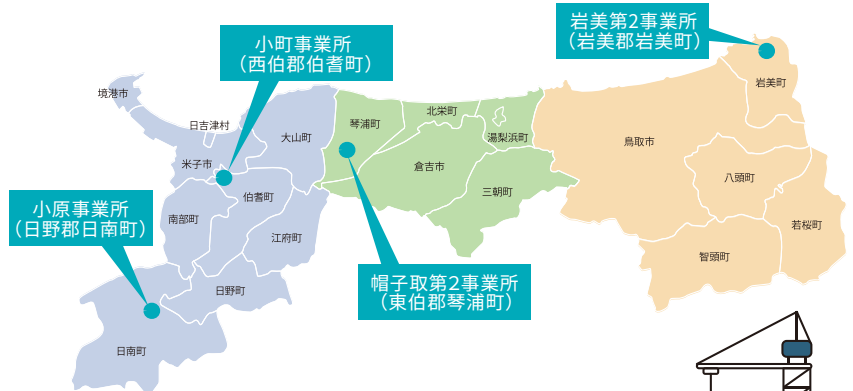 岩美第2事業所
（岩美郡岩美町）
小町事業所
（西伯郡伯耆町）
小原事業所
（日野郡日南町）
帽子取第2事業所
（東伯郡琴浦町）
境港市
日吉津村
米子市
大山町
南部町
伯耆町
江府町
日野町
日南町
琴浦町
北栄町
湯梨浜町
倉吉市
三朝町
鳥取市
岩美町
八頭町
若桜町
智頭町